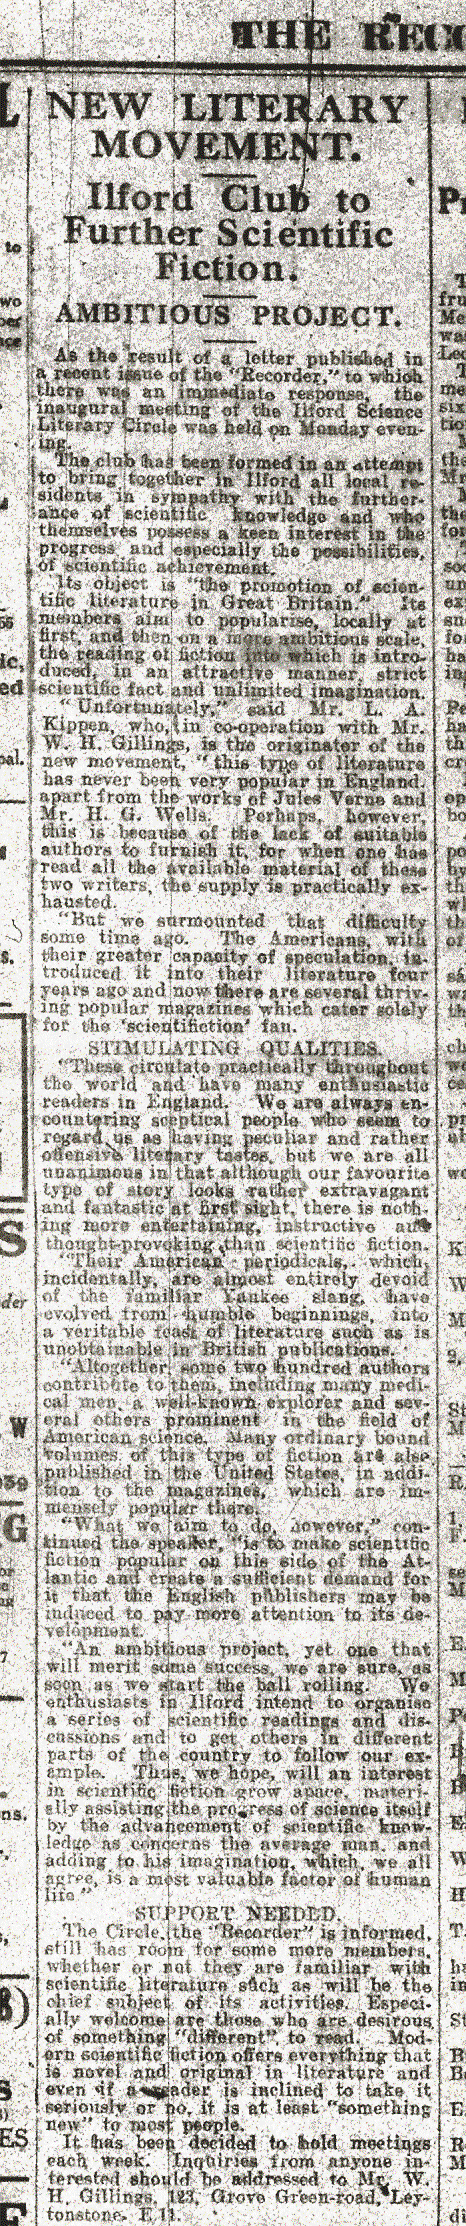 THE RECO
NEW LITERARY
MOVEMENT.
Ilford Club to
Further Scientific
Fiction.
AMBITIOUS PROJECT.
As the result of a letter published in
a recent issue of the "Recorder," to which
there was an immediate response, the
inaugural meeting of the Ilford Science
Literary Circle was held on Monday even-
ing.
The club has been formed in an attempt
to bring together in Ilford all local re-
sidents in sympathy with the further-
ance of scientific knowledge and who
themselves possess a keen interest in the
progress and especially the possibilities,
of scientific achievement.
Its object is "the promotion of scien-
tific literature in Great Britain." Its
members aim to popularise, locally at
first, and then on a more ambitious scale,
the reading of fiction into which is intro-
duced, in an attractive manner, strict
scientific fact and unlimited imagination.
"Unfortunately," said Mr. L. A.
Kippen, who, in co-operation with Mr.
W. H. Gillings, is the originator of the
new movement, "this type of literature
has never been very popular in England,
apart from the works of Jules Verne and
Mr. H. G. Wells. Perhaps, however,
this is because of the lack of suitable
authors to furnish it, for when one has
read all the available material of these
two writers, the supply is practically ex-
hausted.
"But we surmounted that difficulty
some time ago. The Americans, with
their greater capacity of speculation, in-
troduced it into their literature four
years ago and now there are several thriv-
ing popular magazines which cater solely
for the 'scientifiction' fan.
STIMULATING QUALITIES.
"These circulate practically throughout
the world and have many enthusiastic
readers in England. We are always en-
countering sceptical people who seem to
regard us as having peculiar and rather
offensive literary tastes, but we are all
unanimous in that although our favourite
type of story looks rather extravagant
and fantastic at first sight, there is noth-
ing more entertaining, instructive and
thought-provoking than scientific fiction.
"Their American periodicals, which,
incidentally, are almost entirely devoid
of the familiar Yankee slang, have
evolved from humble beginnings, into
a veritable feast of literature such as is
unobtainable in British publications.
"Altogether some two hundred authors
contribute to them, including many medi-
cal men, a well-known explorer and sev-
eral others prominent in the field of
American science. Many ordinary bound
volumes of this type of fiction are also
published in the United States, in addi-
tion to the magazines, which are im-
mensely popular there.
"What we aim to do, however," con-
tinued the speaker, "is to make scientific
fiction popular on this side of the At-
lantic and create a sufficient demand for
it that the English publishers may be
induced to pay more attention to its de-
velopment.
"An ambitious project, yet one that
will merit some success, we are sure, as
soon as we start the ball rolling. We
enthusiasts in Ilford intend to organise
a series of scientific readings and dis-
cussions and to get others in different
parts of the country to follow our ex-
ample. Thus, we hope, will an interest
in scientific fiction grow apace, materi-
ally assisting the progress of science itself
by the advancement of scientific know-
ledge as concerns the average man, and
adding to his imagination, which, we all
agree, is a most valuable factor of human
life"
SUPPORT NEEDED.
The Circle, the "Recorder" is informed,
still has room for some more members,
whether or not they are familiar with
scientific literature such as will be the
chief subject of its activities. Especi-
ally welcome are those who are desirous
of something "different" to read. Mod-
ern scientific fiction offers everything that
is novel and original in literature and
even if a reader is inclined to take it
seriously or no, it is at least "something
new" to most people.
It has been decided to hold meetings
each week. Inquiries from anyone in-
terested should be addressed to Mr. W.
H. Gillings, 123, Grove Green-road, Ley-
tonstone, E.11.